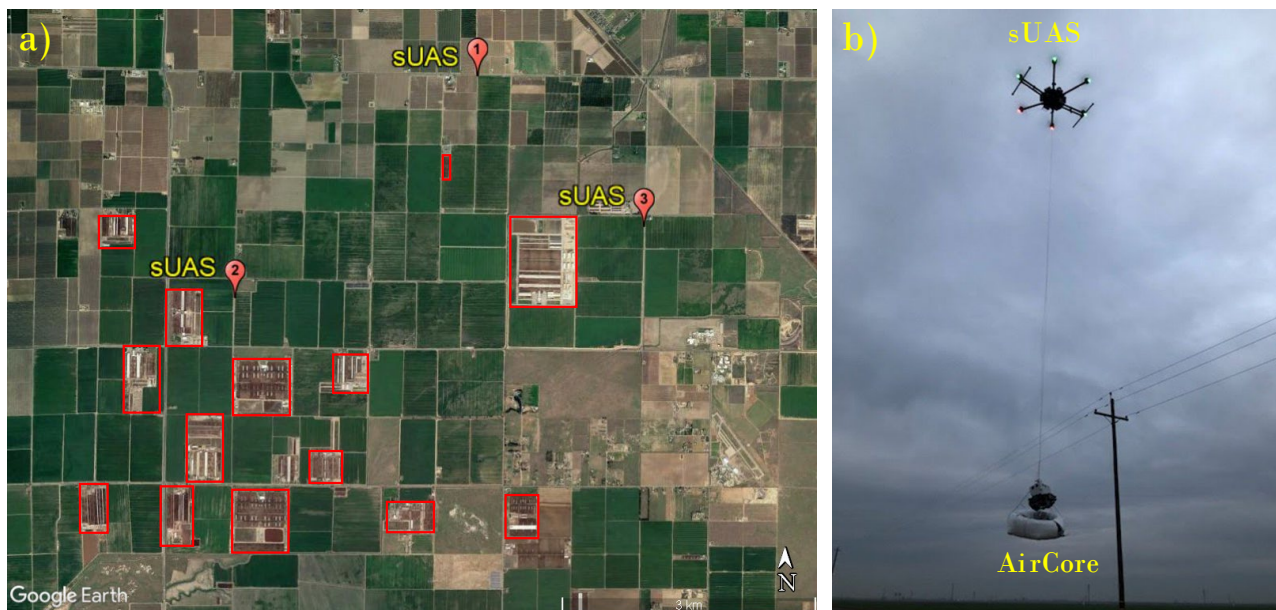 a)
sUAS 1
sUAS 3
sUAS 2
Google Earth
N
3 km
b)
sUAS
AirCore